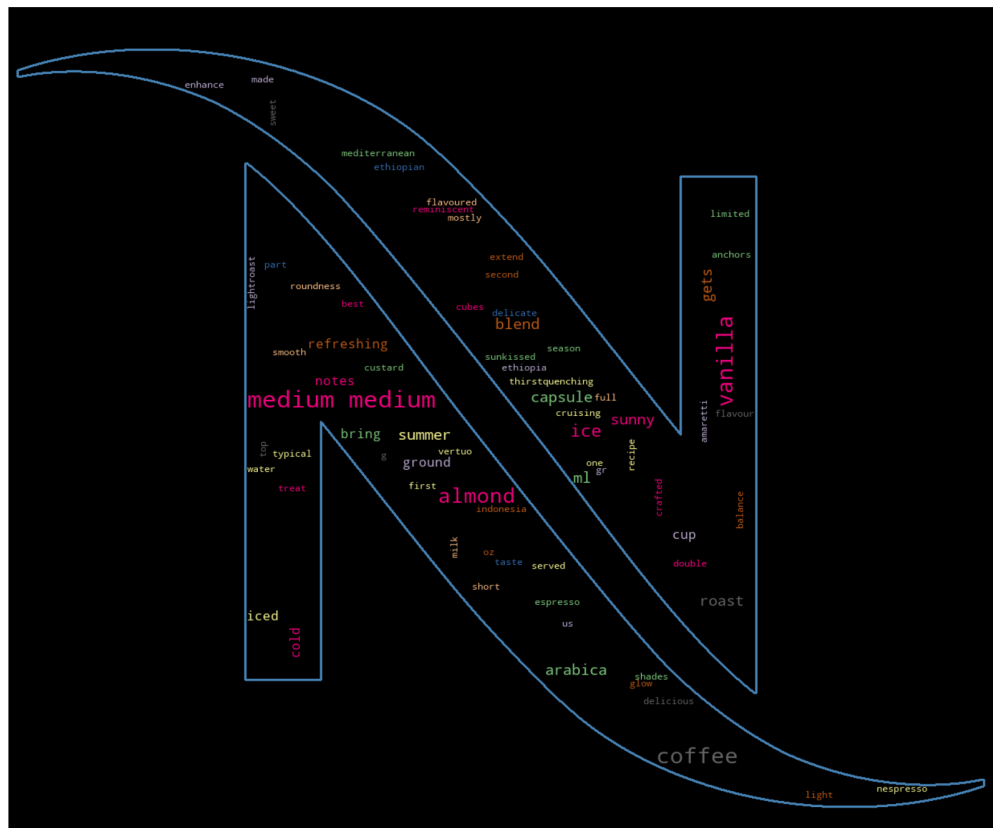 enhance
made
sweet
mediterranean
ethiopian
flavoured
reminiscent
mostly
limited
anchors
extend
part
lightroast
second
gets
roundness
best
cubes
delicate
blend
vanilla
refreshing
smooth
season
sunkissed
custard
ethiopia
notes
thirstquenching
medium medium
capsule
full
cruising
flavour
amaretti
sunny
ice
bring
summer
top
typical
vertuo
recipe
ground
one
gr
water
ml
first
treat
almond
crafted
indonesia
balance
cup
milk
oz
taste
served
double
short
espresso
roast
iced
us
cold
arabica
shades
glow
delicious
coffee
nespresso
light